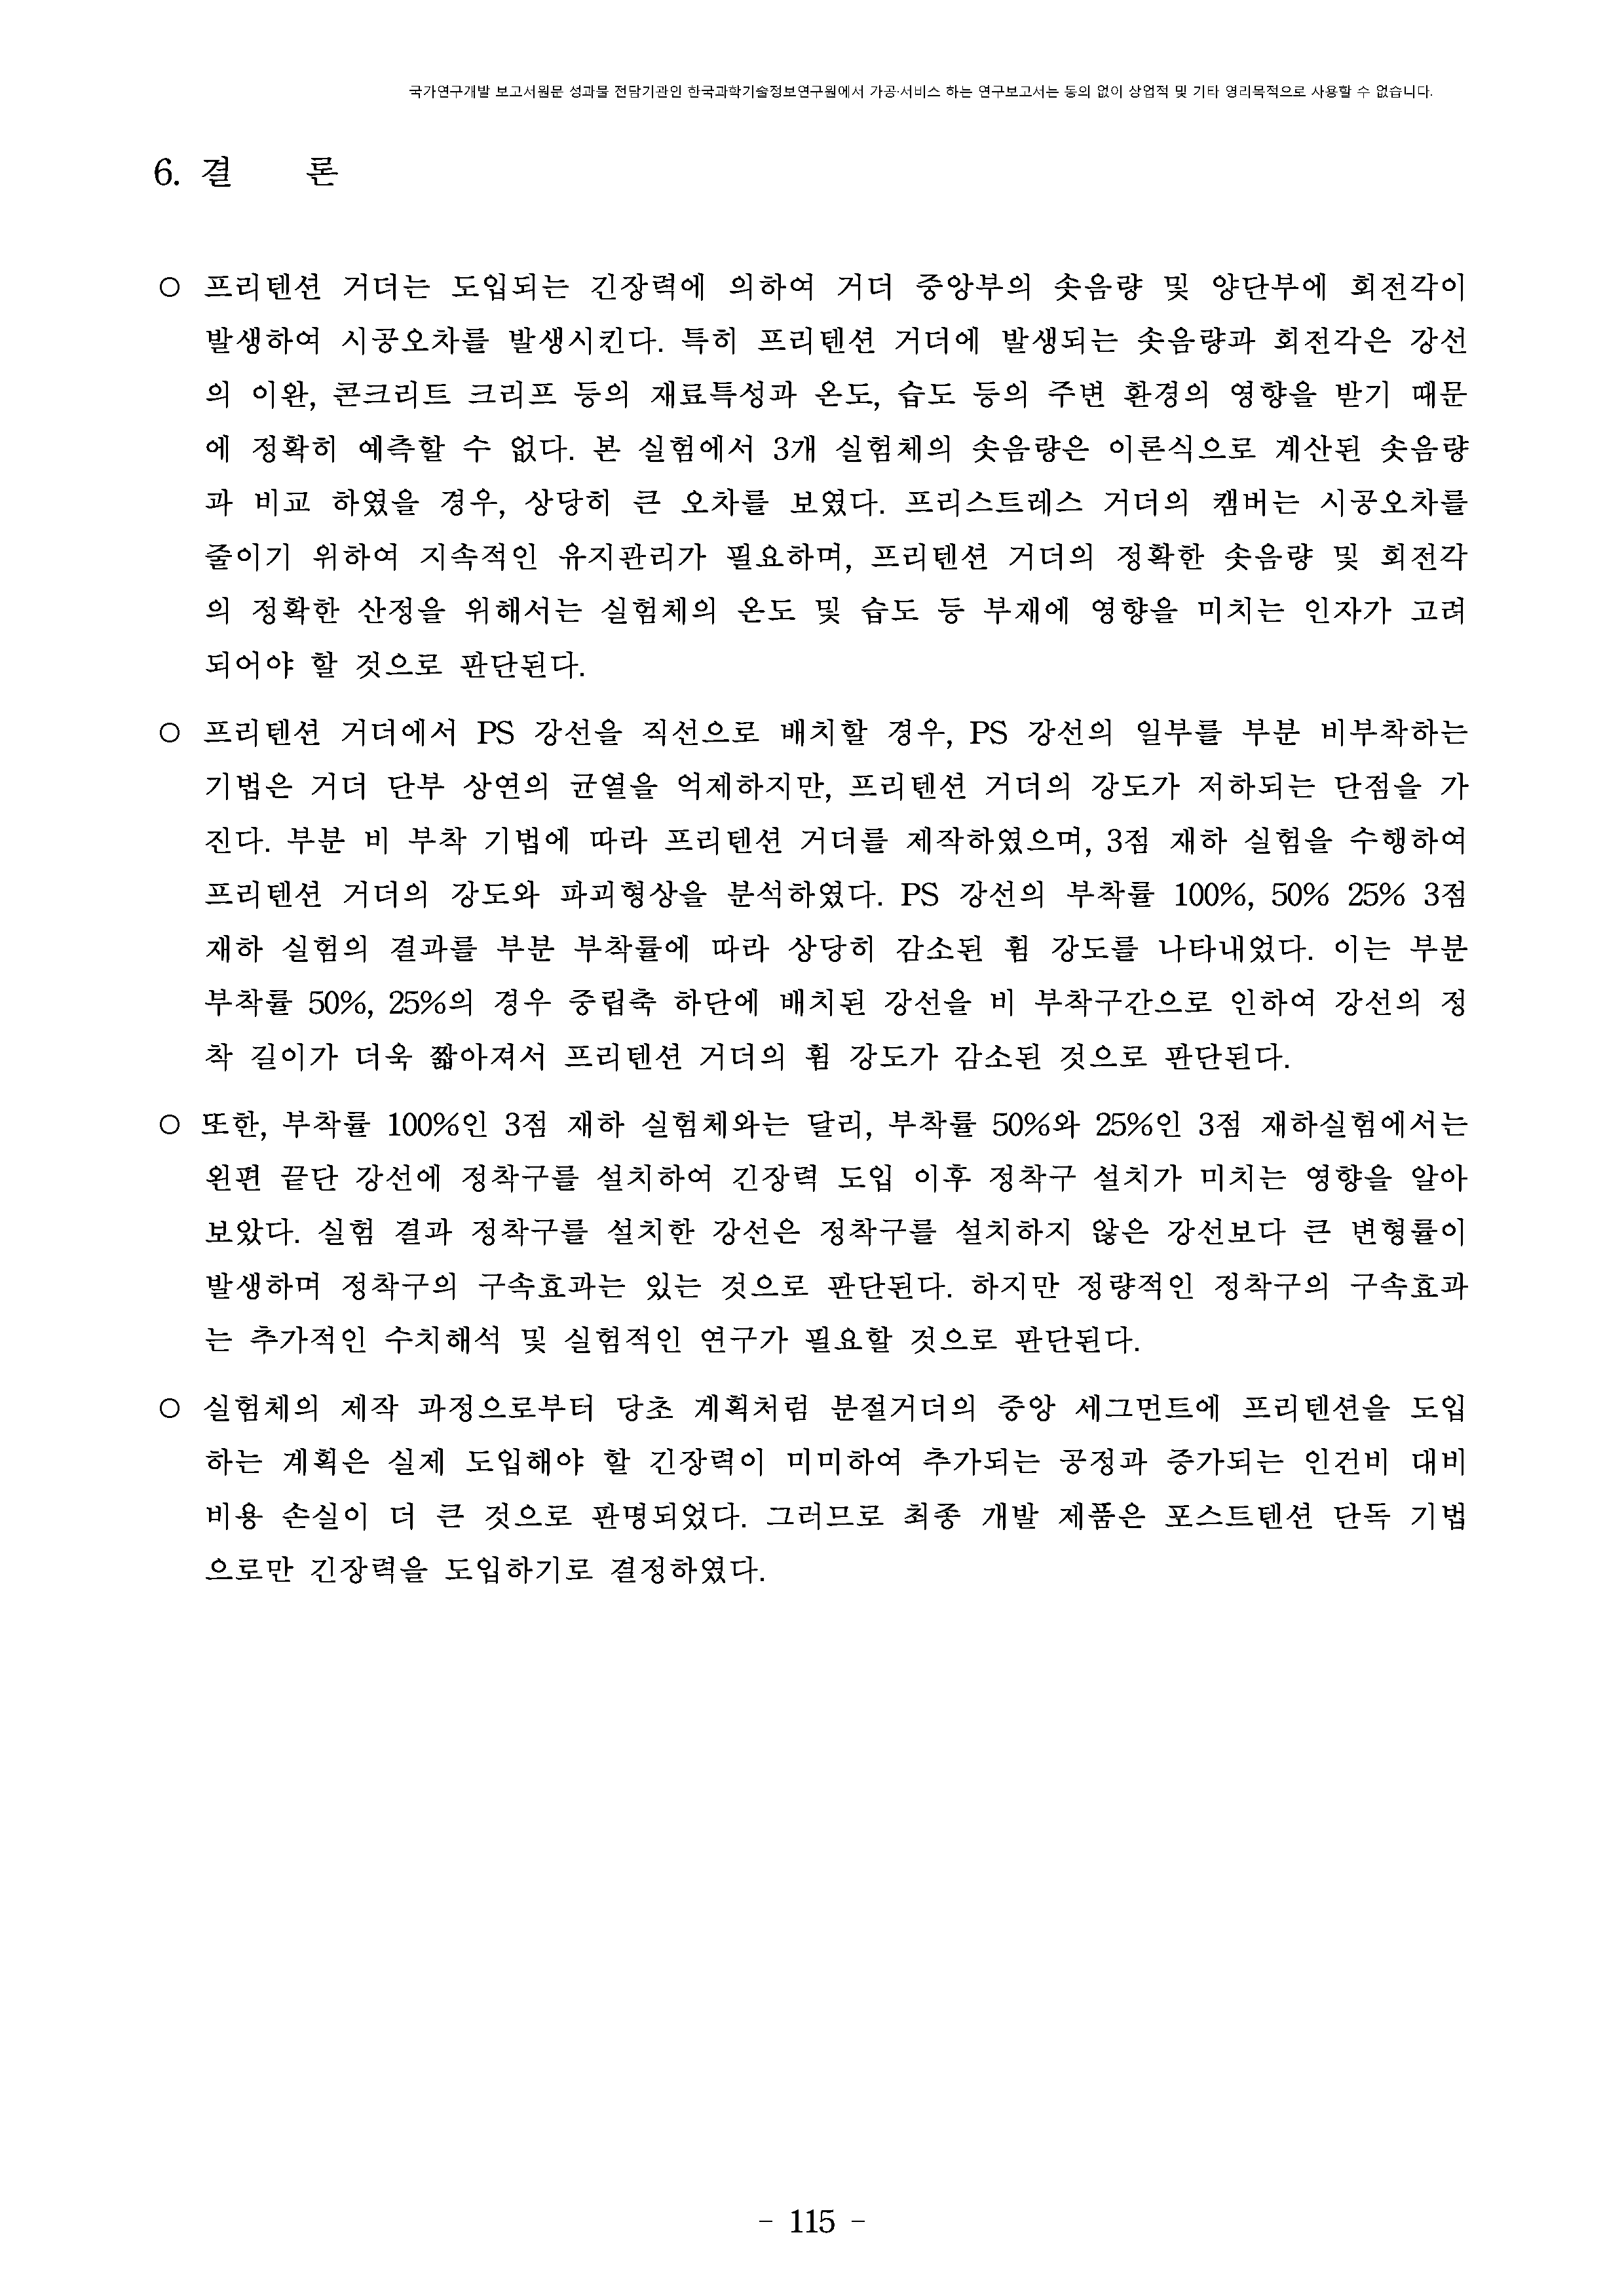 국가연구개발 보고서원문 성과물 전담기관인 한국과학기술정보연구원에서 가공·서비스 하는 연구보고서는 동의 없이 상업적 및 기타 영리목적으로 사용할 수 없습니다.
6. 결 론
○ 프리텐션 거더는 도입되는 긴장력에 의하여 거더 중앙부의 솟음량 및 양단부에 회전각이
발생하여 시공오차를 발생시킨다. 특히 프리텐션 거더에 발생되는 솟음량과 회전각은 강선
의 이완, 콘크리트 크리프 등의 재료특성과 온도, 습도 등의 주변 환경의 영향을 받기 때문
에 정확히 예측할 수 없다. 본 실험에서 3개 실험체의 솟음량은 이론식으로 계산된 솟음량
과 비교 하였을 경우, 상당히 큰 오차를 보였다. 프리스트레스 거더의 캠버는 시공오차를
줄이기 위하여 지속적인 유지관리가 필요하며, 프리텐션 거더의 정확한 솟음량 및 회전각
의 정확한 산정을 위해서는 실험체의 온도 및 습도 등 부재에 영향을 미치는 인자가 고려
되어야 할 것으로 판단된다.
○ 프리텐션 거더에서 PS 강선을 직선으로 배치할 경우, PS 강선의 일부를 부분 비부착하는
기법은 거더 단부 상연의 균열을 억제하지만, 프리텐션 거더의 강도가 저하되는 단점을 가
진다. 부분 비 부착 기법에 따라 프리텐션 거더를 제작하였으며, 3점 재하 실험을 수행하여
프리텐션 거더의 강도와 파괴형상을 분석하였다. PS 강선의 부착률 100%, 50% 25% 3점
재하 실험의 결과를 부분 부착률에 따라 상당히 감소된 휨 강도를 나타내었다. 이는 부분
부착률 50%, 25%의 경우 중립축 하단에 배치된 강선을 비 부착구간으로 인하여 강선의 정
착 길이가 더욱 짧아져서 프리텐션 거더의 휨 강도가 감소된 것으로 판단된다.
○ 또한, 부착률 100%인 3점 재하 실험체와는 달리, 부착률 50%와 25%인 3점 재하실험에서는
왼편 끝단 강선에 정착구를 설치하여 긴장력 도입 이후 정착구 설치가 미치는 영향을 알아
보았다. 실험 결과 정착구를 설치한 강선은 정착구를 설치하지 않은 강선보다 큰 변형률이
발생하며 정착구의 구속효과는 있는 것으로 판단된다. 하지만 정량적인 정착구의 구속효과
는 추가적인 수치해석 및 실험적인 연구가 필요할 것으로 판단된다.
○ 실험체의 제작 과정으로부터 당초 계획처럼 분절거더의 중앙 세그먼트에 프리텐션을 도입
하는 계획은 실제 도입해야 할 긴장력이 미미하여 추가되는 공정과 증가되는 인건비 대비
비용 손실이 더 큰 것으로 판명되었다. 그러므로 최종 개발 제품은 포스트텐션 단독 기법
으로만 긴장력을 도입하기로 결정하였다.
- 115 -